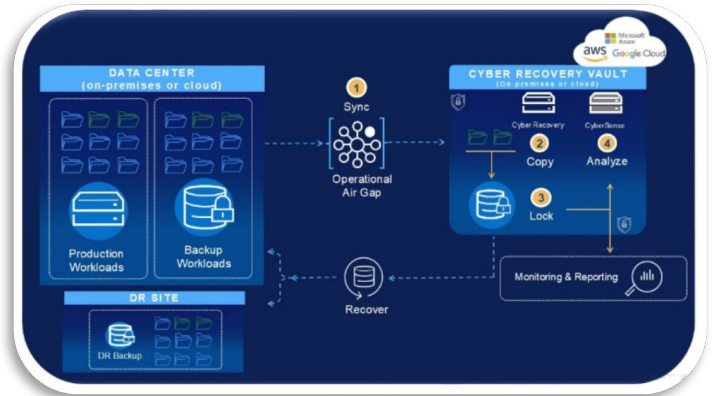 Microsoft
Azure
aws
Google Cloud
DATA CENTER
(on-premises or cloud)
Production
Workloads
Backup
Workloads
1
Sync
Operational
Air Gap
CYBER RECOVERY VAULT
(On-premises or cloud)
Cyber Recovery
CyberSense
2
Copy
4
Analyze
3
Lock
Monitoring & Reporting
Recover
DR SITE
DR Backup